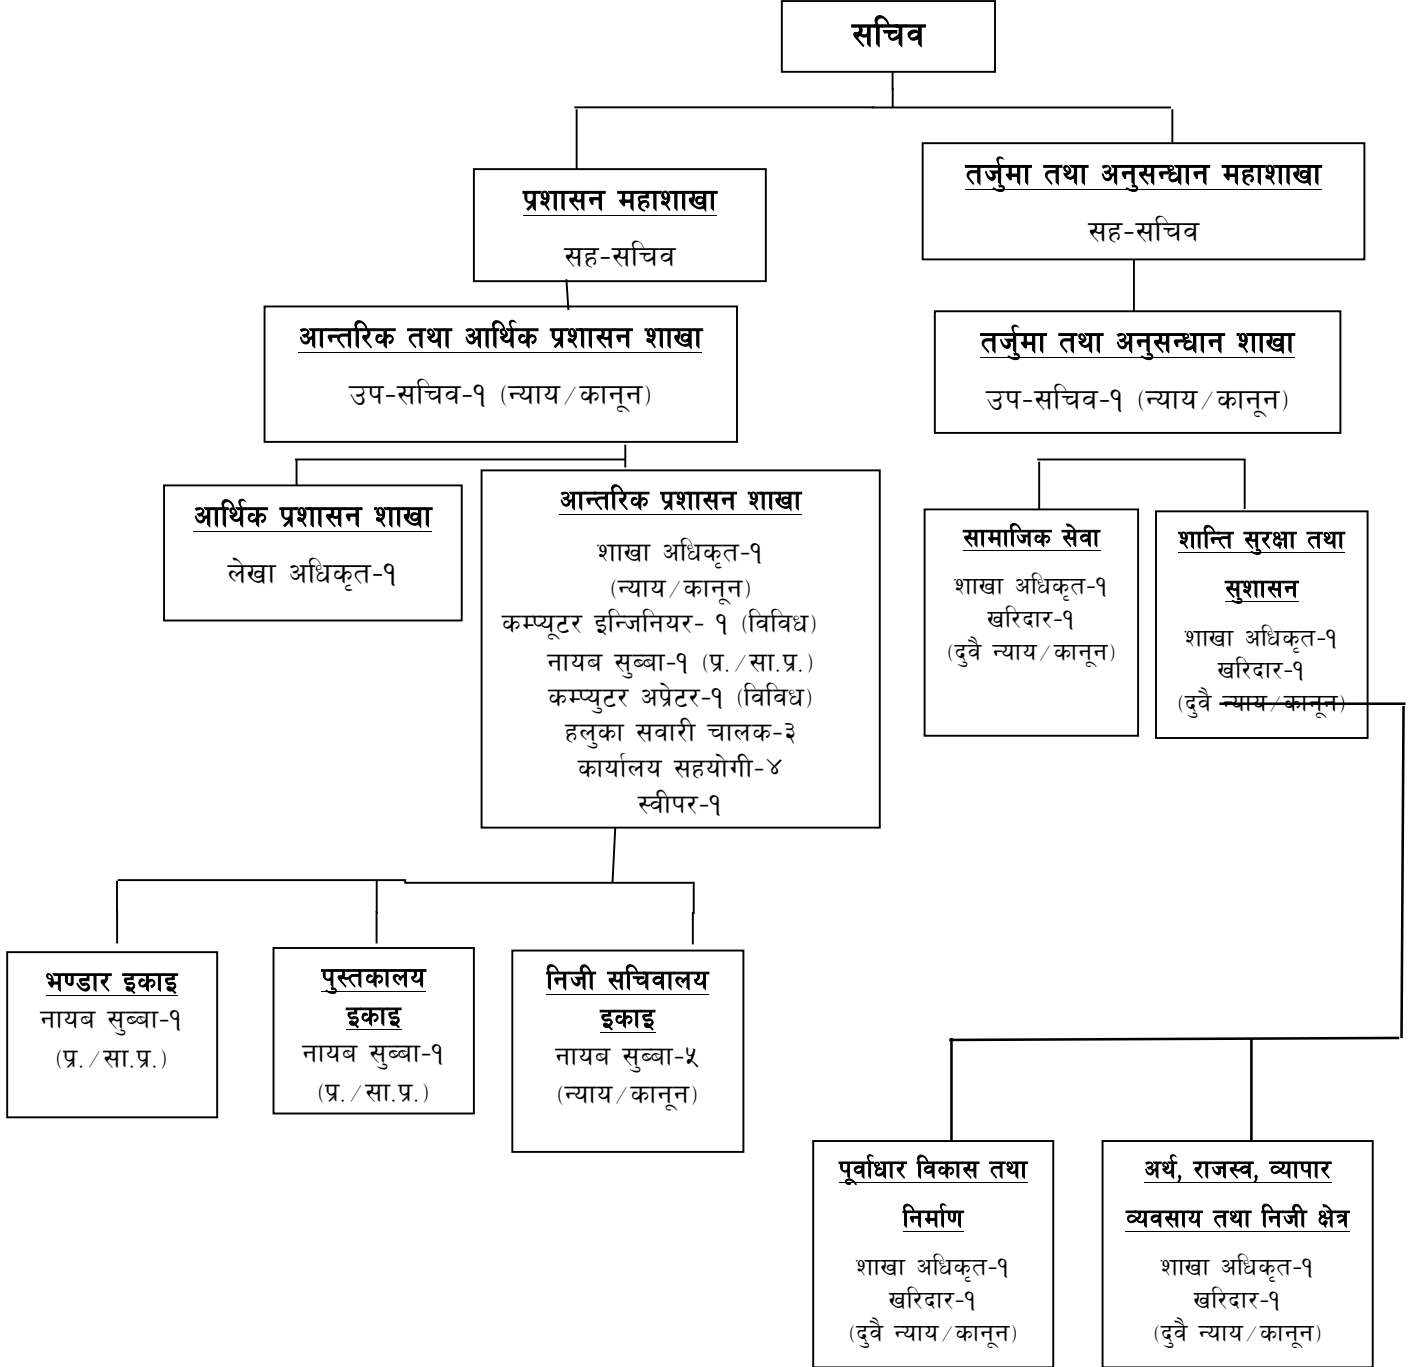 सचिव
प्रशासन महाशाखा
सह-सचिव
तर्जुमा तथा अनुसन्धान महाशाखा
सह-सचिव
आन्तरिक तथा आर्थिक प्रशासन शाखा
उप-सचिव-१ (न्याय/कानून)
तर्जुमा तथा अनुसन्धान शाखा
उप-सचिव-१ (न्याय/कानून)
आर्थिक प्रशासन शाखा
लेखा अधिकृत-१
आन्तरिक प्रशासन शाखा
शाखा अधिकृत-१
(न्याय/कानून)
कम्प्यूटर इन्जिनियर- १ (विविध)
नायब सुब्बा-१ (प्र./सा.प्र.)
कम्प्युटर अप्रेटर-१ (विविध)
हलुका सवारी चालक-३
कार्यालय सहयोगी-४
स्वीपर-१
सामाजिक सेवा
शाखा अधिकृत-१
खरिदार-१
(दुवै न्याय/कानून)
शान्ति सुरक्षा तथा
सुशासन
शाखा अधिकृत-१
खरिदार-१
(दुवै न्याय/कानून)
भण्डार इकाइ
नायब सुब्बा-१
(प्र./सा.प्र.)
पुस्तकालय
इकाइ
नायब सुब्बा-१
(प्र./सा.प्र.)
निजी सचिवालय
इकाइ
नायब सुब्बा-५
(न्याय/कानून)
पूर्वाधार विकास तथा
निर्माण
शाखा अधिकृत-१
खरिदार-१
(दुवै न्याय/कानून)
अर्थ, राजस्व, व्यापार
व्यवसाय तथा निजी क्षेत्र
शाखा अधिकृत-१
खरिदार-१
(दुवै न्याय/कानून)